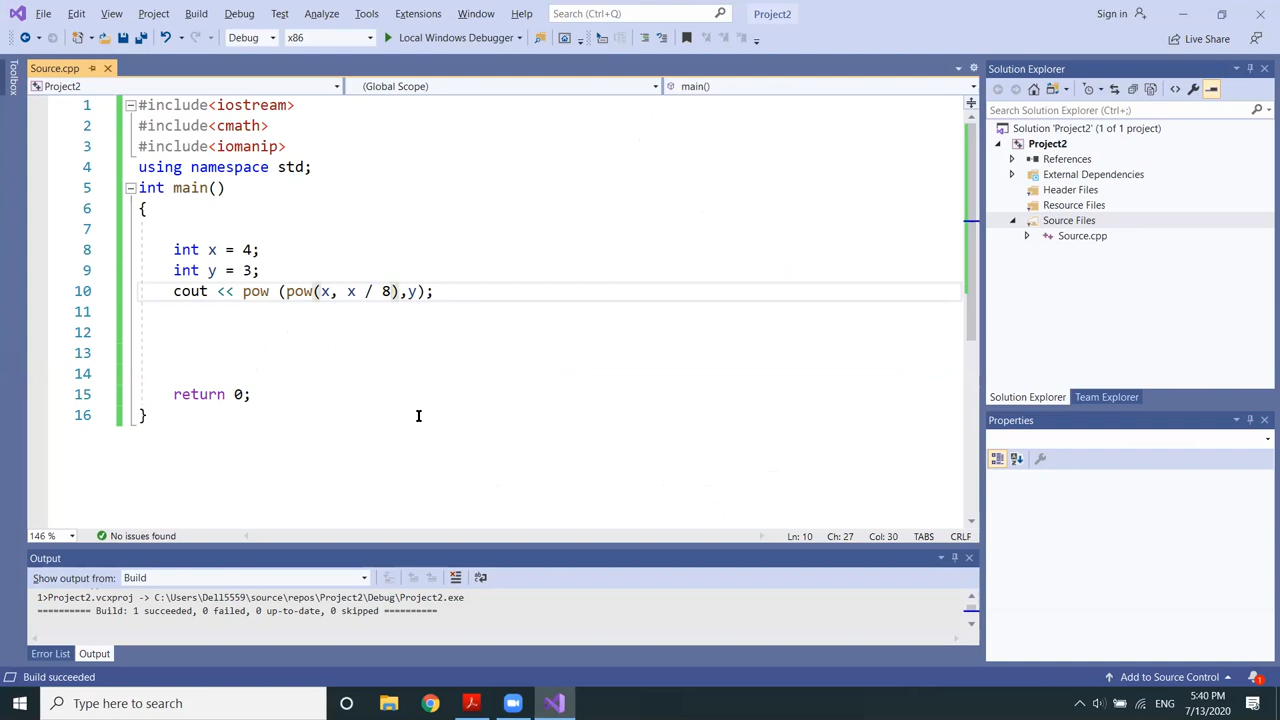 File Edit View Project Build Debug Test Analyze Tools Extensions Window Help Search (Ctrl+Q) Project2 Sign in
Debug x86 Local Windows Debugger Live Share
Toolbox
Source.cpp
Project2 (Global Scope) main()
1 #include<iostream>
2 #include<cmath>
3 #include<iomanip>
4 using namespace std;
5 int main()
6 {
7
8 int x = 4;
9 int y = 3;
10 cout << pow (pow(x, x / 8),y);
11
12
13
14
15 return 0;
16 }
146 % No issues found Ln: 10 Ch: 27 Col: 30 TABS CRLF
Output
Show output from: Build
1>Project2.vcxproj -> C:\Users\Dell5559\source\repos\Project2\Debug\Project2.exe
========== Build: 1 succeeded, 0 failed, 0 up-to-date, 0 skipped ==========
Error List Output
Solution Explorer
Search Solution Explorer (Ctrl+;)
Solution 'Project2' (1 of 1 project)
Project2
References
External Dependencies
Header Files
Resource Files
Source Files
Source.cpp
Solution Explorer Team Explorer
Properties
Build succeeded Add to Source Control 1
Type here to search ENG 5:40 PM
7/13/2020